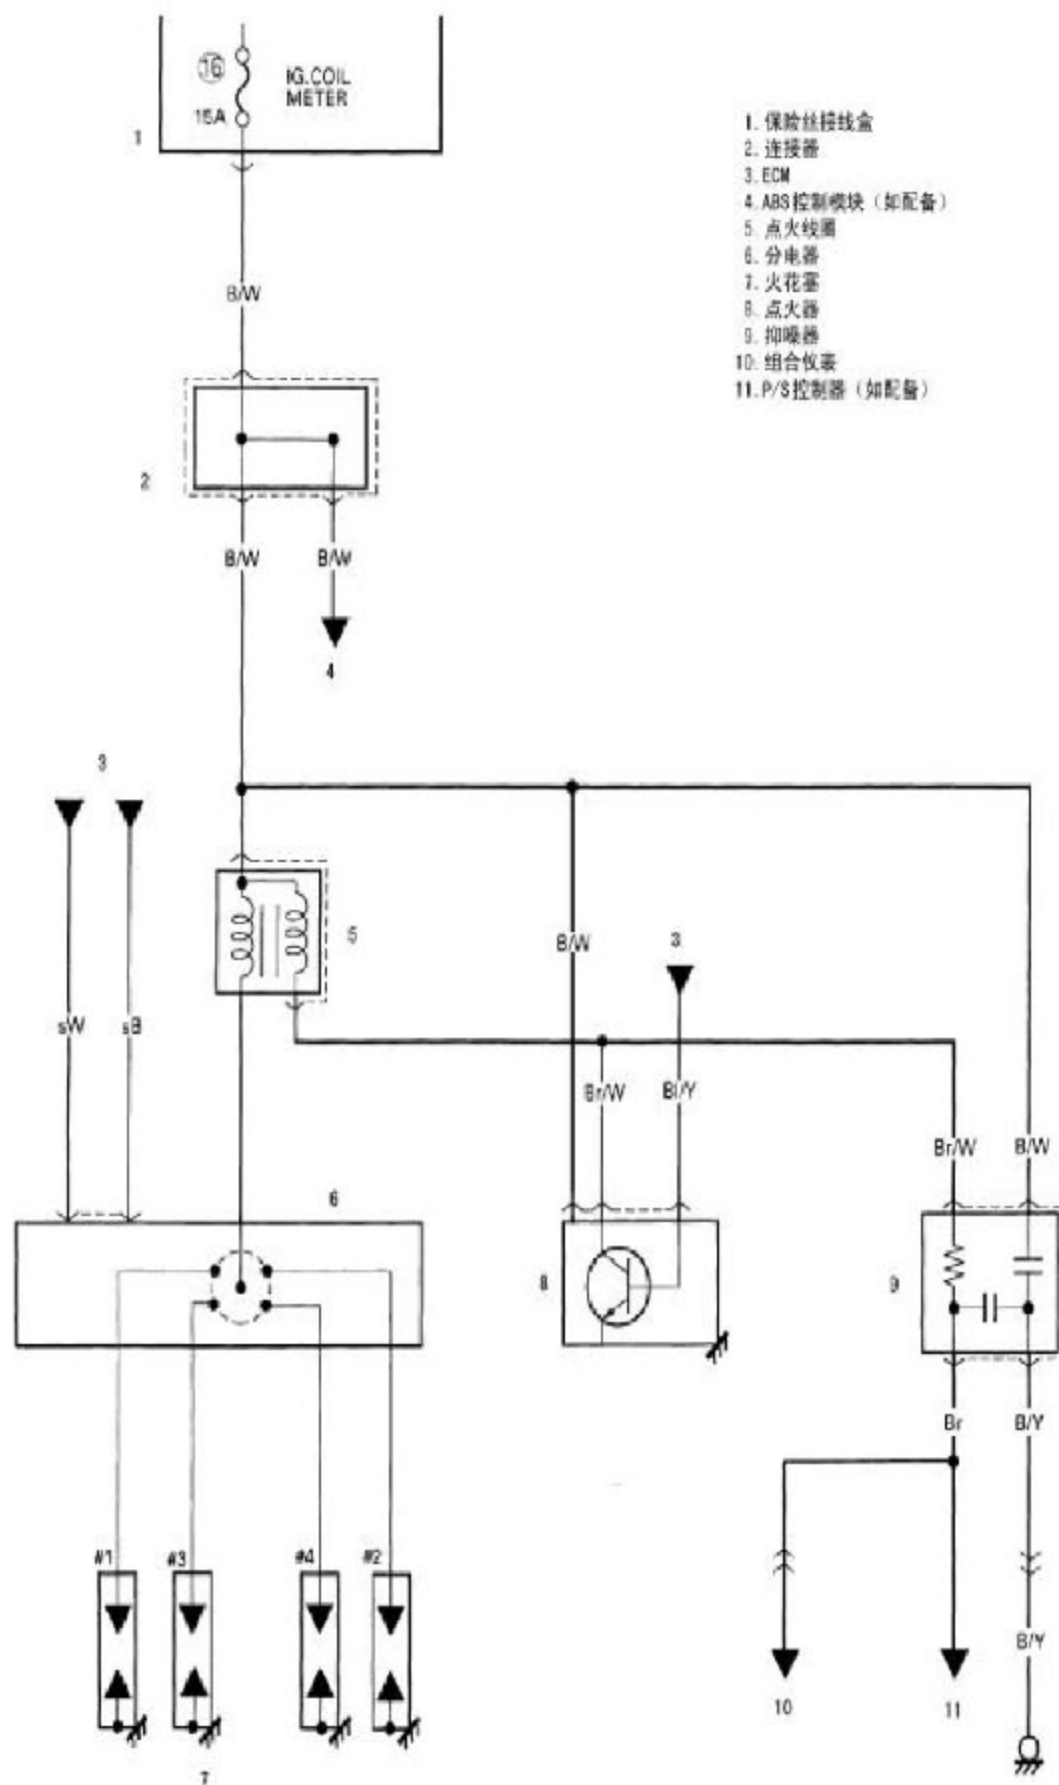 16
IG.COIL
METER
15A
1
1. 保险丝接线盒
2. 连接器
3. ECM
4. ABS控制模块（如配备）
5. 点火线圈
6. 分电器
7. 火花塞
8. 点火器
9. 抑噪器
10. 组合仪表
11. P/S控制器（如配备）
B/W
2
B/W B/W
4
3
5
B/W
3
sW sB
Br/W Bl/Y
Br/W B/W
6
8
9
Br B/Y
#1 #3 #4 #2
B/Y
10 11
7